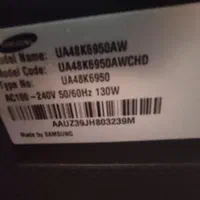 SAMSUNG
Model Name: UA48K6950AW
Model Code: UA48K6950AWCHD
Type No: UA48K6950
AC100-240V 50/60Hz 130W
AAUZ39JH803239M
Made by SAMSUNG